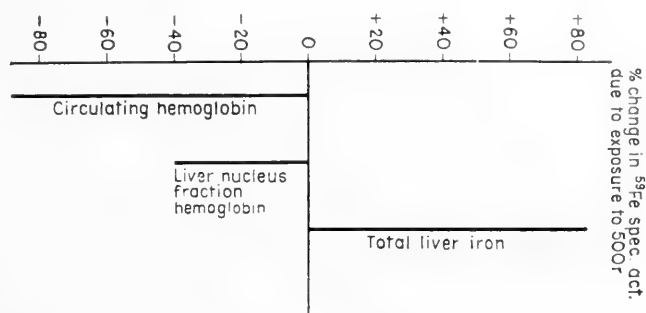 −80 −60 −40 −20 0 +20 +40 +60 +80
% change in ⁵⁹Fe spec. act.
due to exposure to 500r
Circulating hemoglobin
Liver nucleus
fraction
hemoglobin
Total liver iron